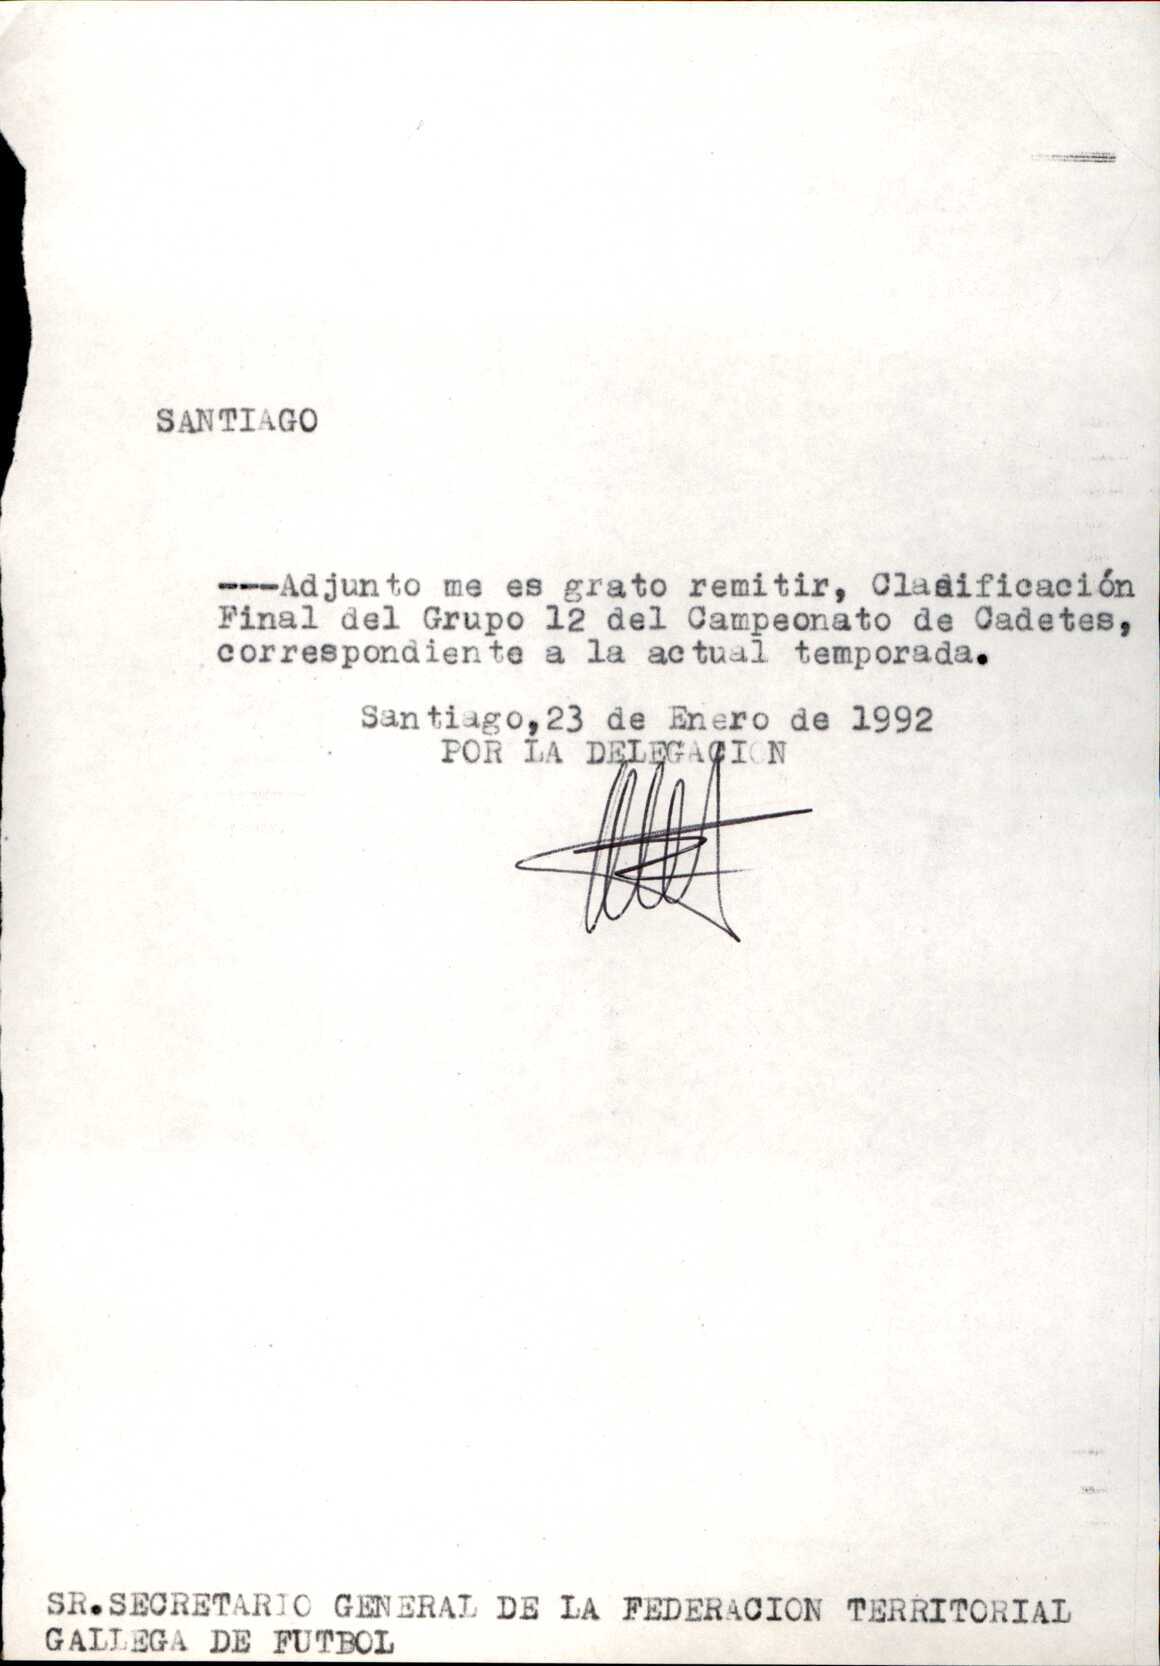 SANTIAGO
----Adjunto me es grato remitir, Clasificación
Final del Grupo 12 del Campeonato de Cadetes,
correspondiente a la actual temporada.
Santiago,23 de Enero de 1992
POR LA DELEGACION
SR.SECRETARIO GENERAL DE LA FEDERACION TERRITORIAL
GALLEGA DE FUTBOL